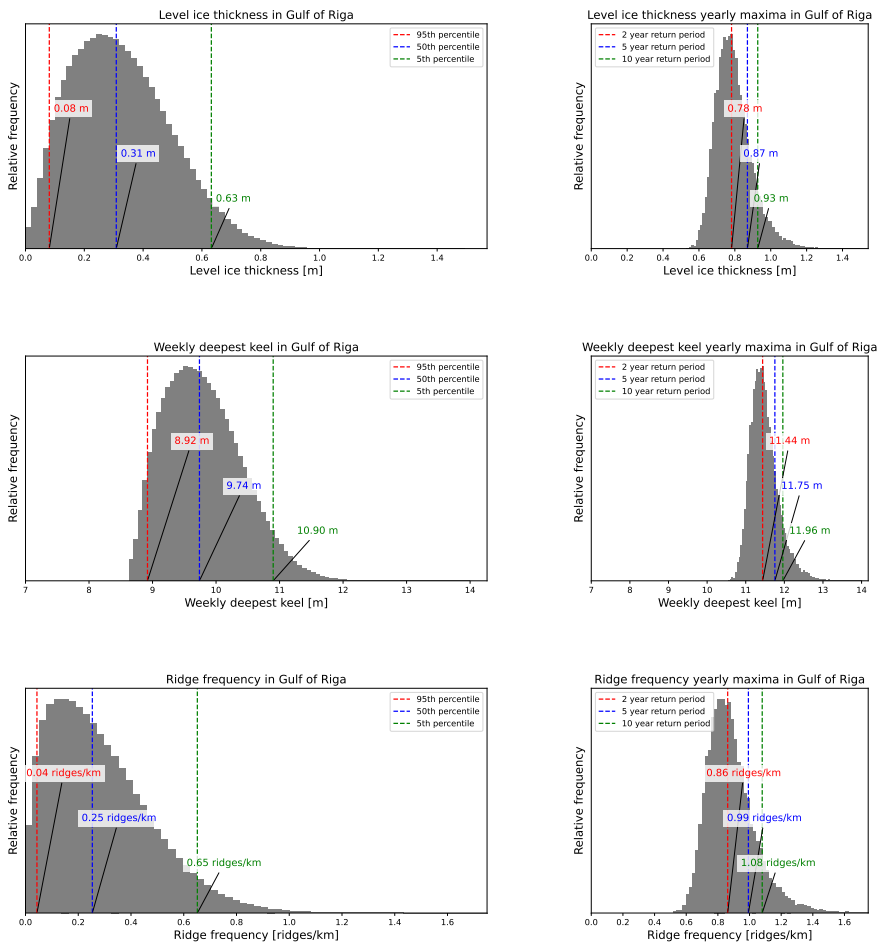 Level ice thickness in Gulf of Riga
Relative frequency
95th percentile
50th percentile
5th percentile
0.08 m
0.31 m
0.63 m
0.0 0.2 0.4 0.6 0.8 1.0 1.2 1.4
Level ice thickness [m]
Level ice thickness yearly maxima in Gulf of Riga
Relative frequency
2 year return period
5 year return period
10 year return period
0.78 m
0.87 m
0.93 m
0.0 0.2 0.4 0.6 0.8 1.0 1.2 1.4
Level ice thickness [m]
Weekly deepest keel in Gulf of Riga
Relative frequency
95th percentile
50th percentile
5th percentile
8.92 m
9.74 m
10.90 m
7 8 9 10 11 12 13 14
Weekly deepest keel [m]
Weekly deepest keel yearly maxima in Gulf of Riga
Relative frequency
2 year return period
5 year return period
10 year return period
11.44 m
11.75 m
11.96 m
7 8 9 10 11 12 13 14
Weekly deepest keel [m]
Ridge frequency in Gulf of Riga
Relative frequency
95th percentile
50th percentile
5th percentile
0.04 ridges/km
0.25 ridges/km
0.65 ridges/km
0.0 0.2 0.4 0.6 0.8 1.0 1.2 1.4 1.6
Ridge frequency [ridges/km]
Ridge frequency yearly maxima in Gulf of Riga
Relative frequency
2 year return period
5 year return period
10 year return period
0.86 ridges/km
0.99 ridges/km
1.08 ridges/km
0.0 0.2 0.4 0.6 0.8 1.0 1.2 1.4 1.6
Ridge frequency [ridges/km]